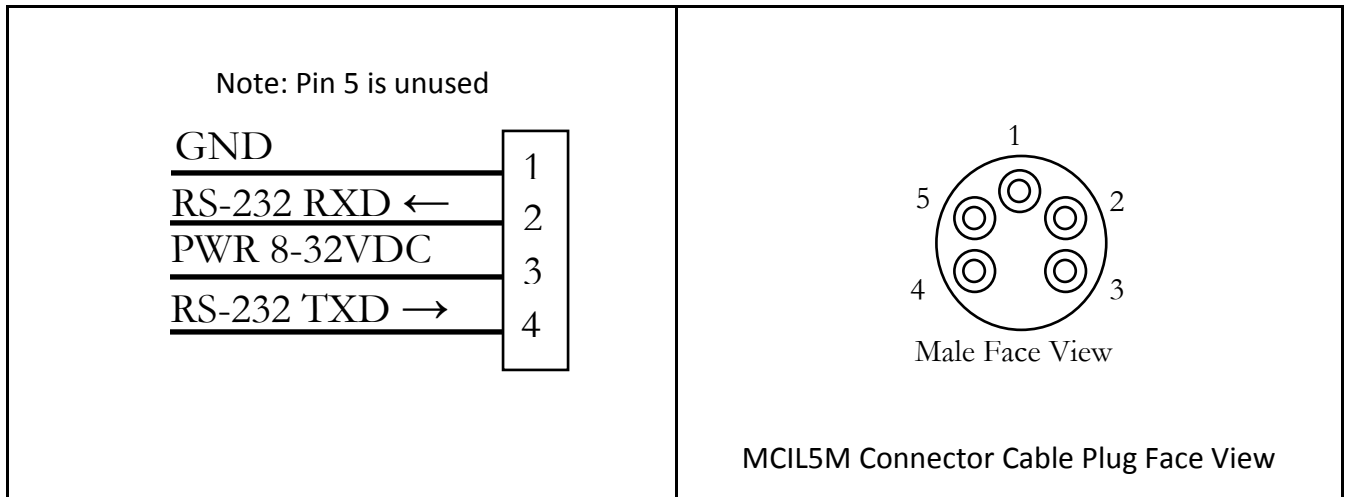 Note: Pin 5 is unused
GND
1
RS-232 RXD ←
2
PWR 8-32VDC
3
RS-232 TXD →
4
1
5
2
4
3
Male Face View
MCIL5M Connector Cable Plug Face View